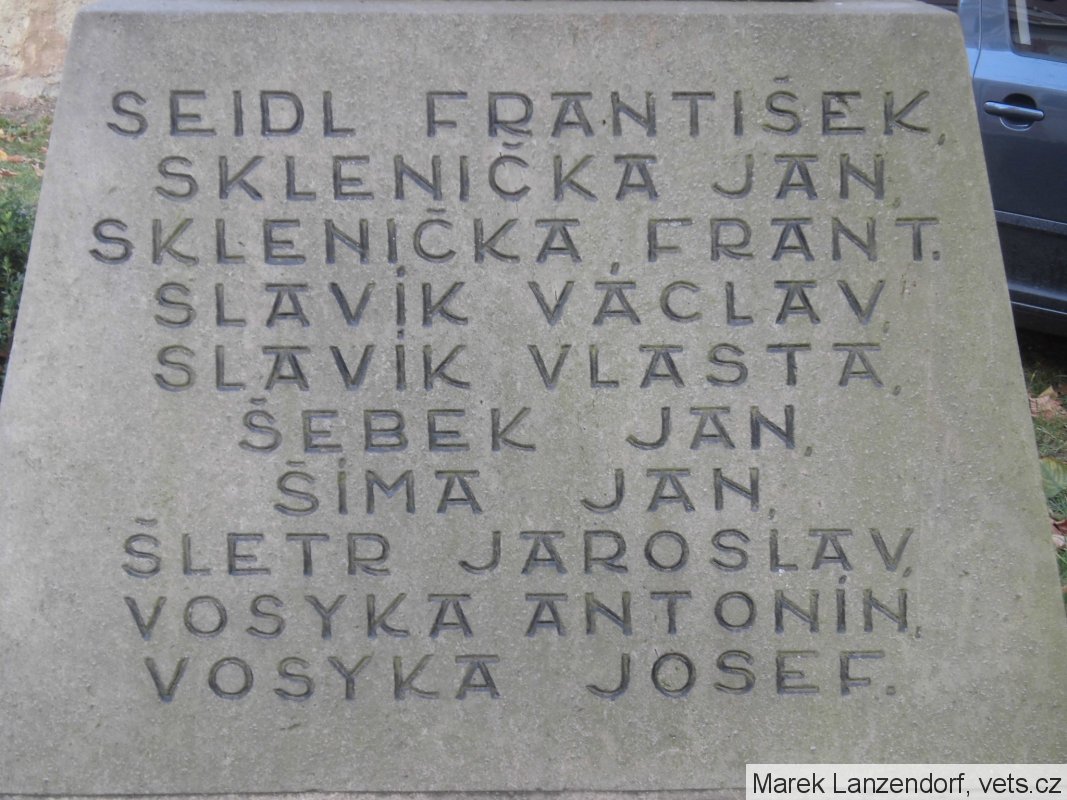 SEIDL FRANTIŠEK,
SKLENIČKA JAN,
SKLENIČKA, FRANT.
SLAVÍK VÁCLAV,
SLAVÍK VLASTA,
ŠEBEK JAN,
ŠÍMA JAN,
ŠLETR JAROSLAV,
VOSYKA ANTONÍN,
VOSYKA JOSEF.
Marek Lanzendorf, vets.cz